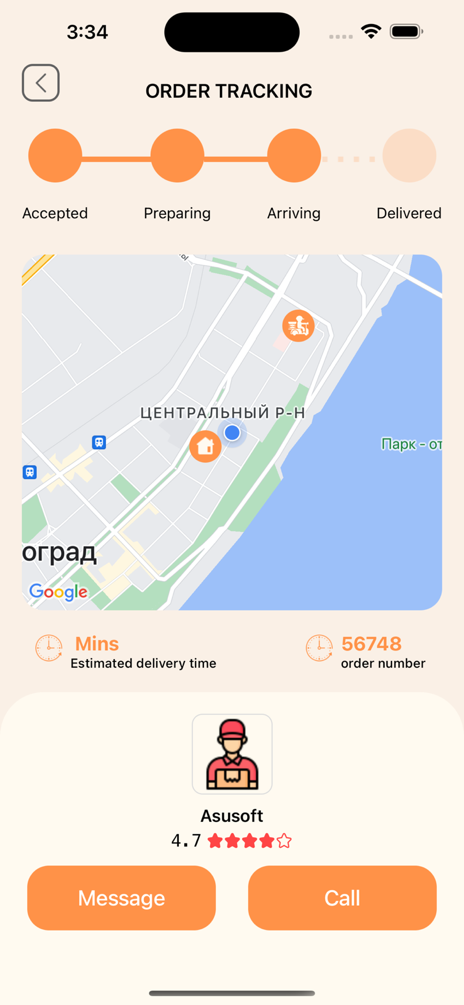 3:34
ORDER TRACKING
Accepted
Preparing
Arriving
Delivered
ЦЕНТРАЛЬНЫЙ Р-Н
Парк - от
оград
Google
Mins
Estimated delivery time
56748
order number
Asusoft
4.7
Message
Call